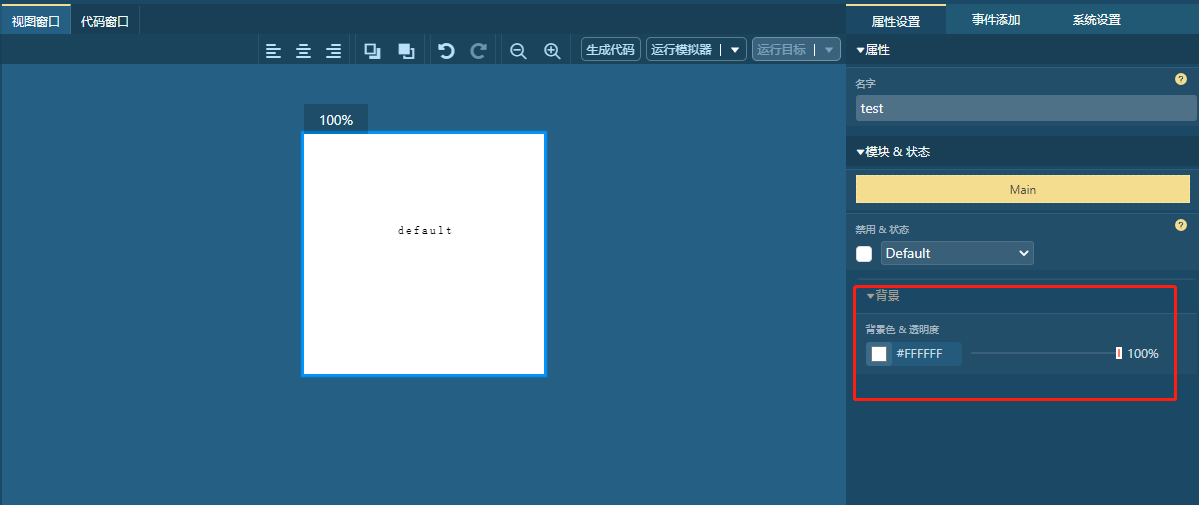 视图窗口 代码窗口
属性设置 事件添加 系统设置
生成代码 运行模拟器 运行目标
属性
名字
?
test
100%
模块 & 状态
Main
default
禁用 & 状态
?
Default
背景
背景色 & 透明度
#FFFFFF 100%